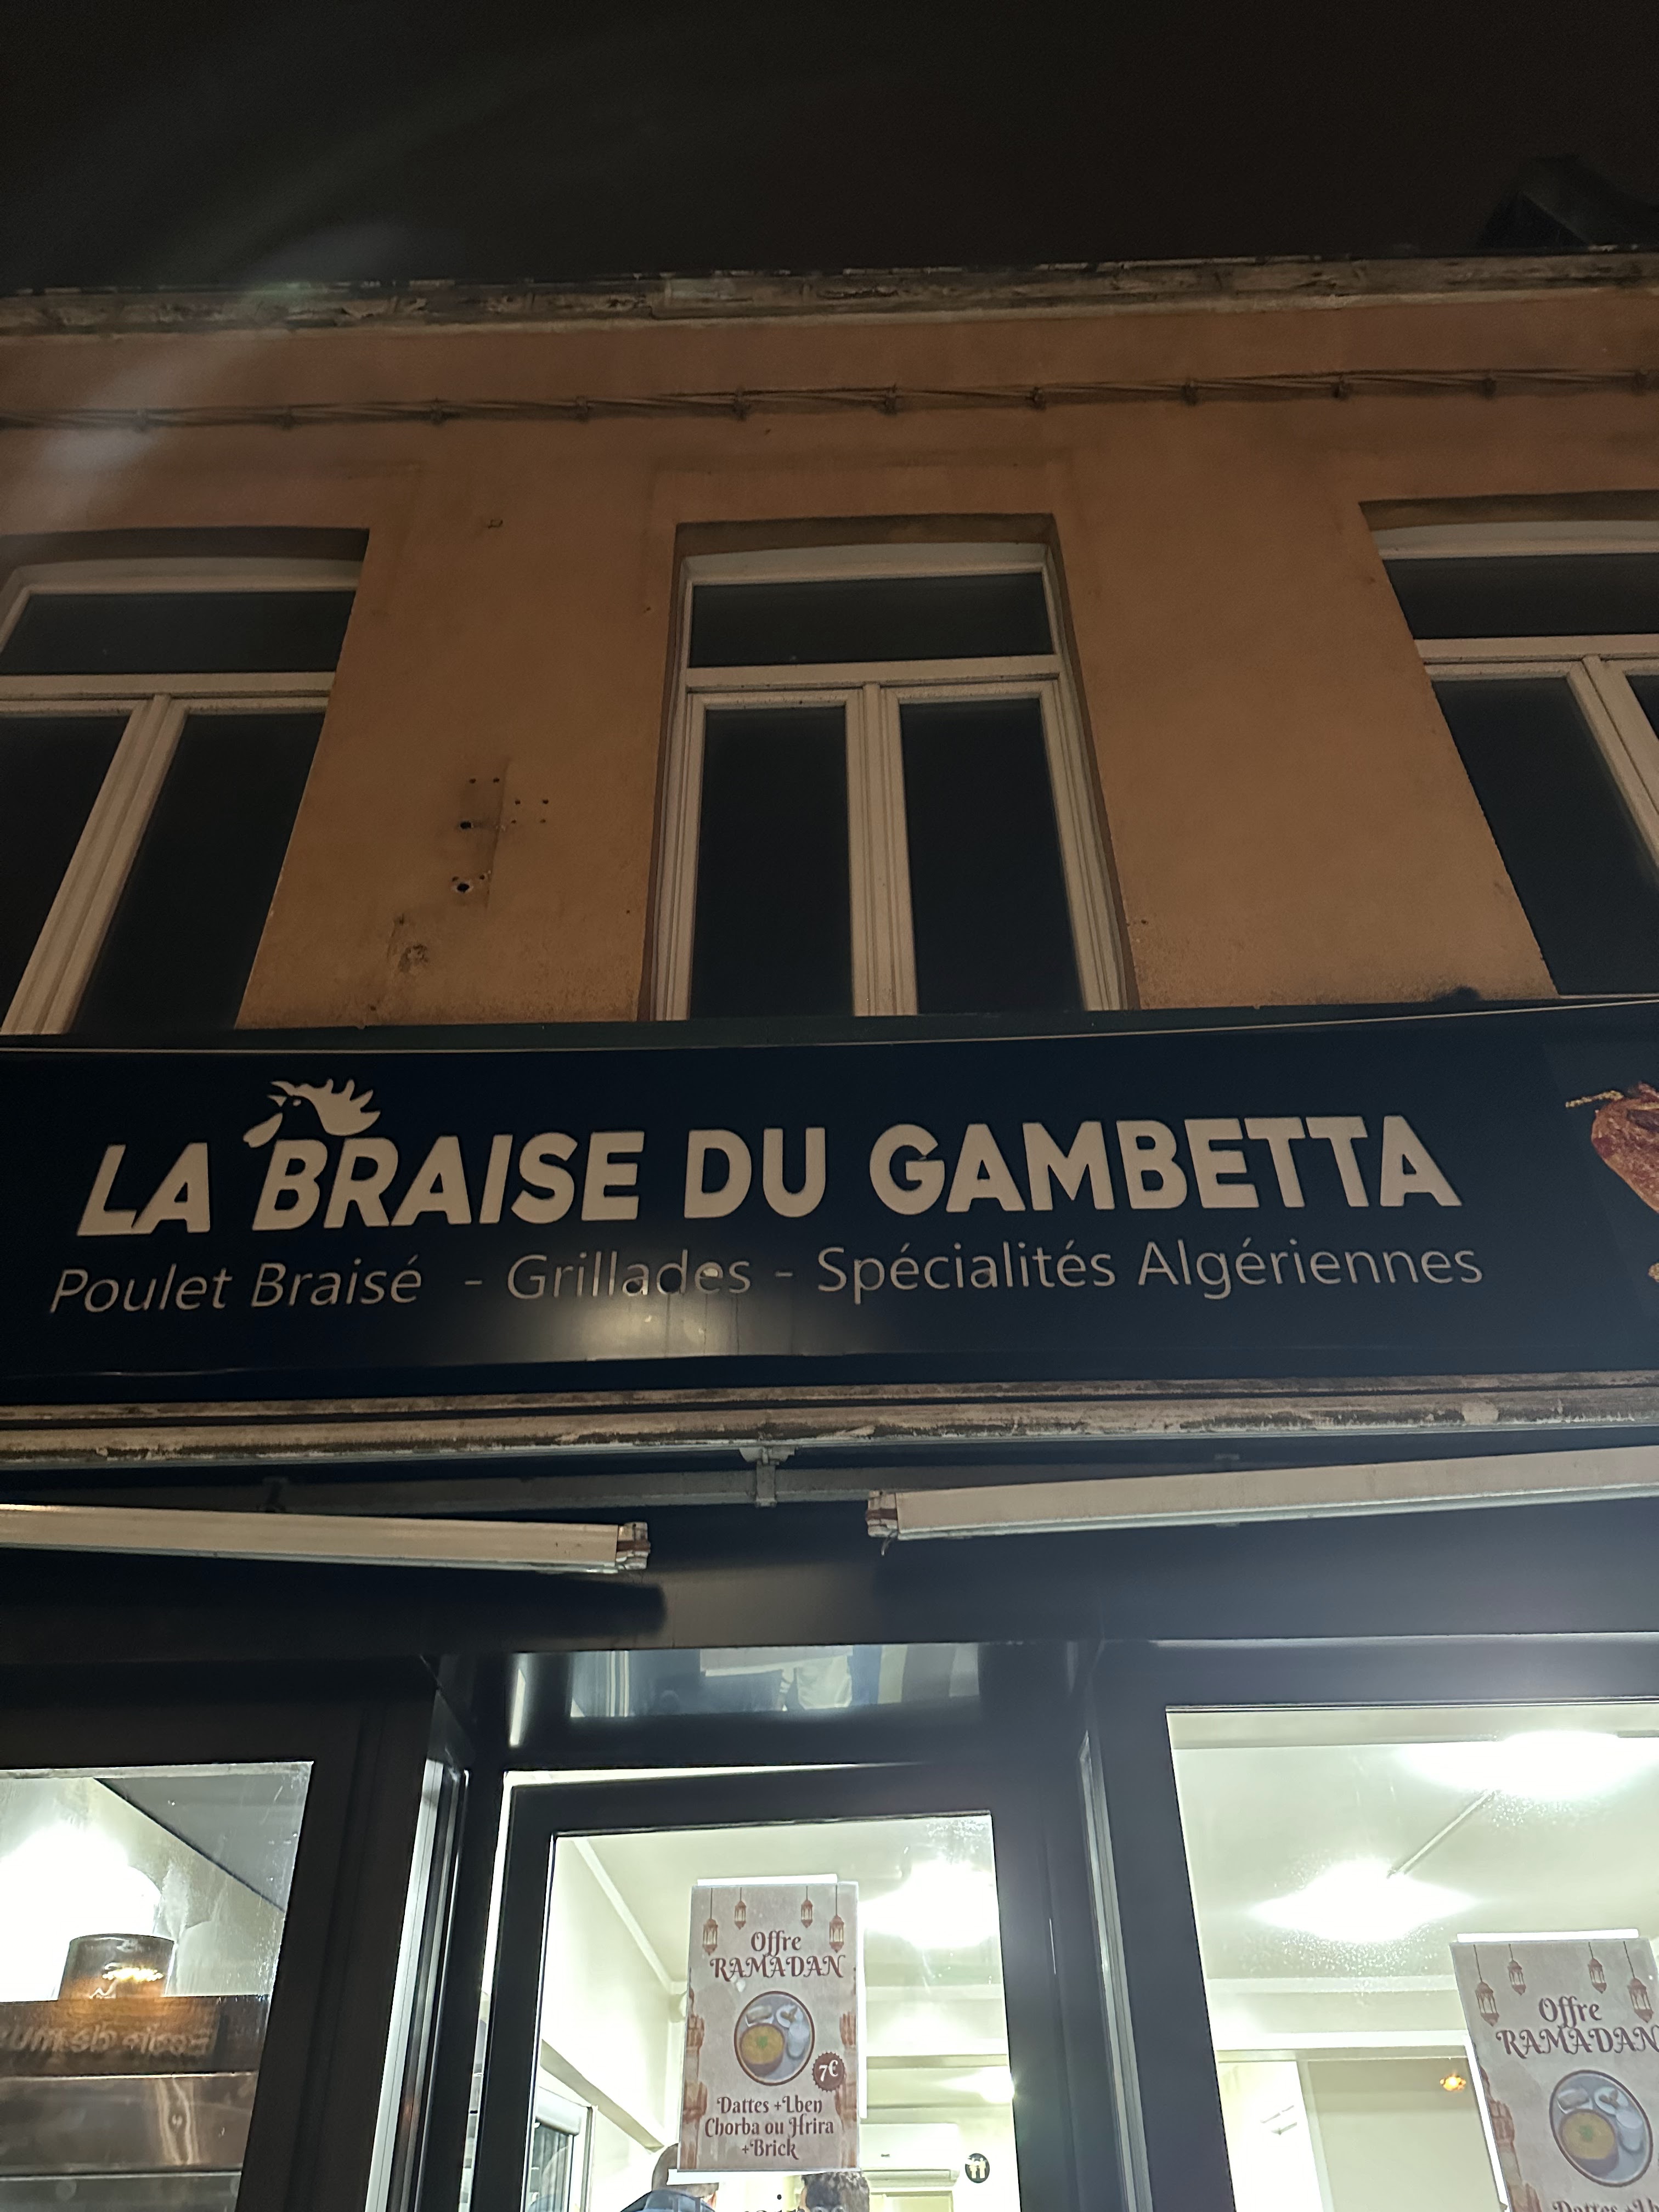 LA BRAISE DU GAMBETTA
Poulet Braisé - Grillades - Spécialités Algériennes
Offre
RAMADAN
7€
Dattes +Lben
Chorba ou Hrira
+Brick
Offre
RAMADAN